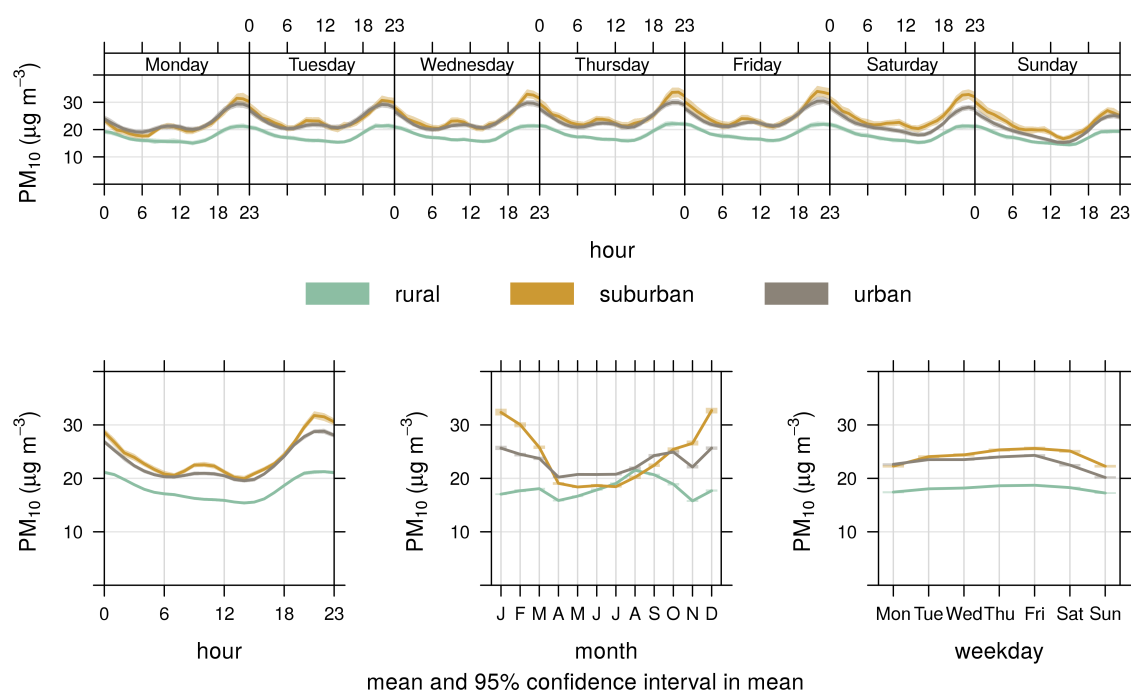 0 6 12 18 23 0 6 12 18 23 0 6 12 18 23
Monday Tuesday Wednesday Thursday Friday Saturday Sunday
PM10 (µg m−3)
30
20
10
0 6 12 18 23 0 6 12 18 23 0 6 12 18 23 0 6 12 18 23
hour
rural suburban urban
PM10 (µg m−3)
30
20
10
0 6 12 18 23
hour
PM10 (µg m−3)
30
20
10
J F M A M J J A S O N D
month
PM10 (µg m−3)
30
20
10
Mon Tue Wed Thu Fri Sat Sun
weekday
mean and 95% confidence interval in mean